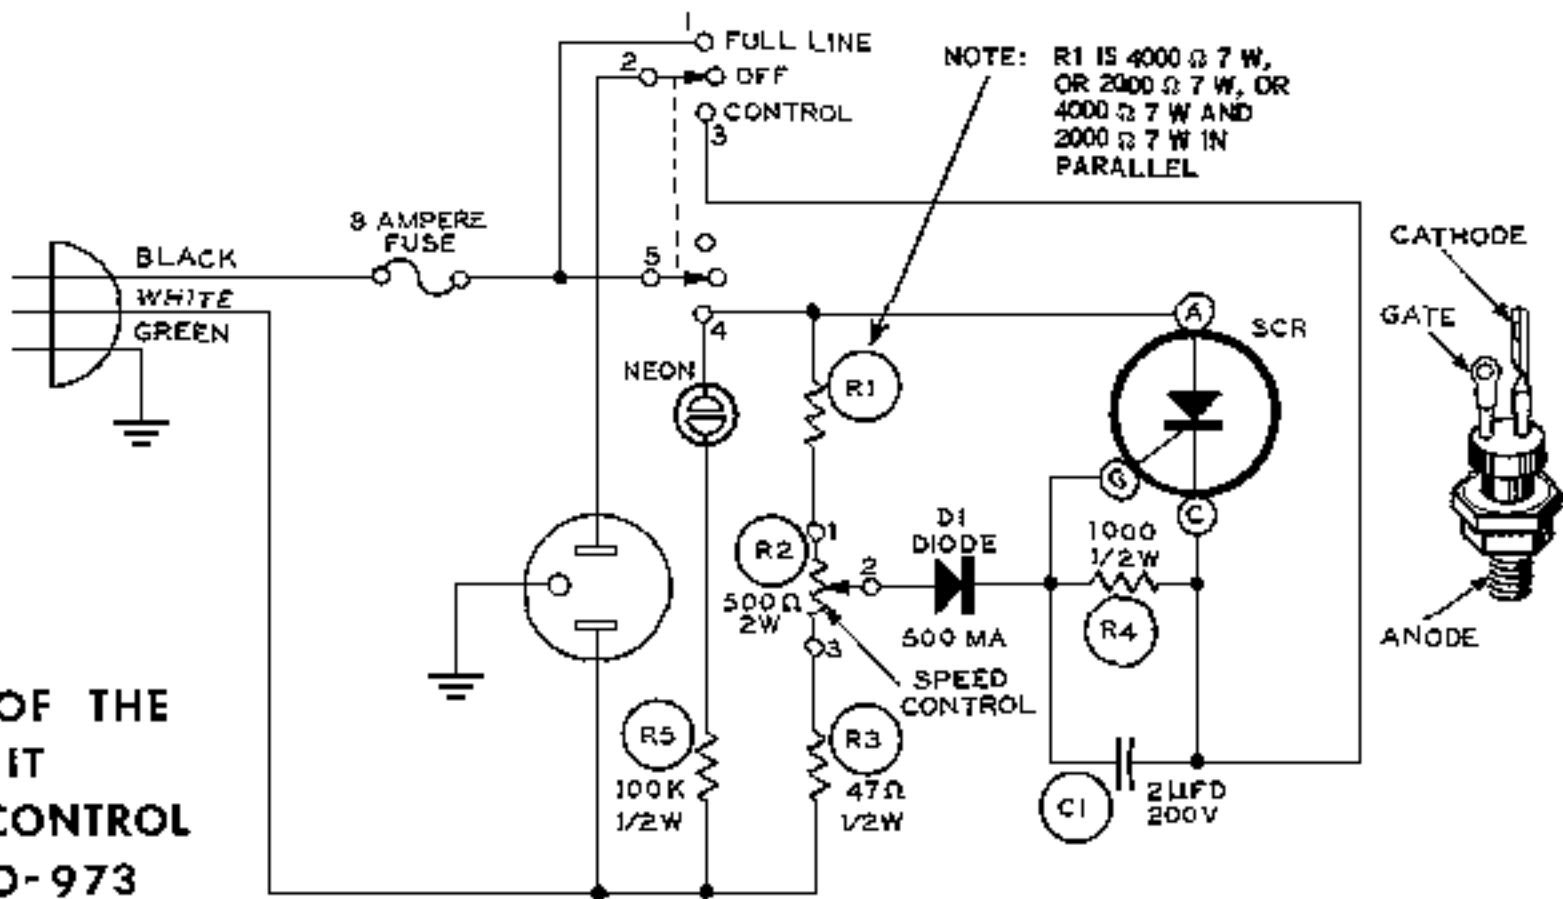 1
FULL LINE
2
OFF
CONTROL
3
NOTE: R1 IS 4000 Ω 7 W,
OR 2000 Ω 7 W, OR
4000 Ω 7 W AND
2000 Ω 7 W IN
PARALLEL
8 AMPERE
FUSE
BLACK
WHITE
GREEN
5
4
NEON
R1
A
SCR
G
C
CATHODE
GATE
ANODE
R2
500Ω
2W
1
2
3
D1
DIODE
500 MA
SPEED
CONTROL
1000
1/2W
R4
R5
100K
1/2W
R3
47Ω
1/2W
C1
2µFD
200V
OF THE
IT
CONTROL
-973